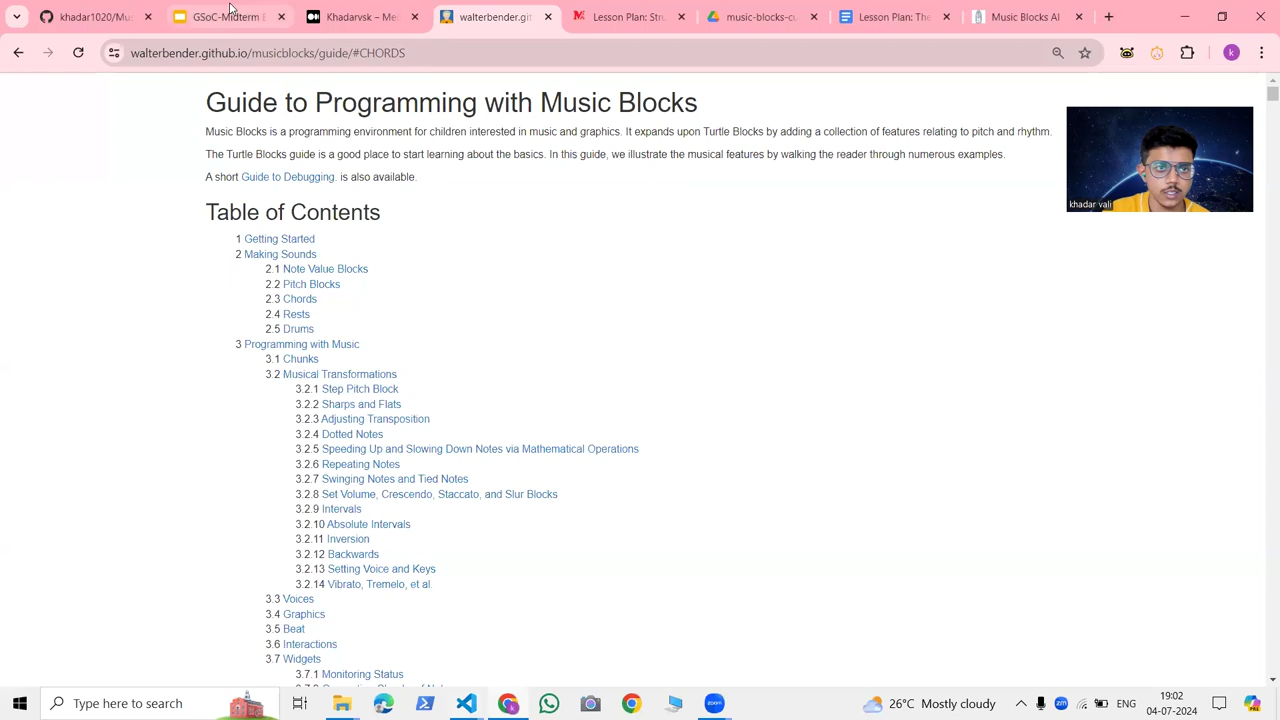 khadar1020/Mus
GSoC-Midterm E
Khadarvsk – Med
walterbender.git
Lesson Plan: Stru
music-blocks-cu
Lesson Plan: The
Music Blocks AI
walterbender.github.io/musicblocks/guide/#CHORDS
k
Guide to Programming with Music Blocks
Music Blocks is a programming environment for children interested in music and graphics. It expands upon Turtle Blocks by adding a collection of features relating to pitch and rhythm.
The Turtle Blocks guide is a good place to start learning about the basics. In this guide, we illustrate the musical features by walking the reader through numerous examples.
A short Guide to Debugging. is also available.
khadar vali
Table of Contents
1 Getting Started
2 Making Sounds
2.1 Note Value Blocks
2.2 Pitch Blocks
2.3 Chords
2.4 Rests
2.5 Drums
3 Programming with Music
3.1 Chunks
3.2 Musical Transformations
3.2.1 Step Pitch Block
3.2.2 Sharps and Flats
3.2.3 Adjusting Transposition
3.2.4 Dotted Notes
3.2.5 Speeding Up and Slowing Down Notes via Mathematical Operations
3.2.6 Repeating Notes
3.2.7 Swinging Notes and Tied Notes
3.2.8 Set Volume, Crescendo, Staccato, and Slur Blocks
3.2.9 Intervals
3.2.10 Absolute Intervals
3.2.11 Inversion
3.2.12 Backwards
3.2.13 Setting Voice and Keys
3.2.14 Vibrato, Tremelo, et al.
3.3 Voices
3.4 Graphics
3.5 Beat
3.6 Interactions
3.7 Widgets
3.7.1 Monitoring Status
Type here to search
26°C Mostly cloudy
ENG
19:02
04-07-2024